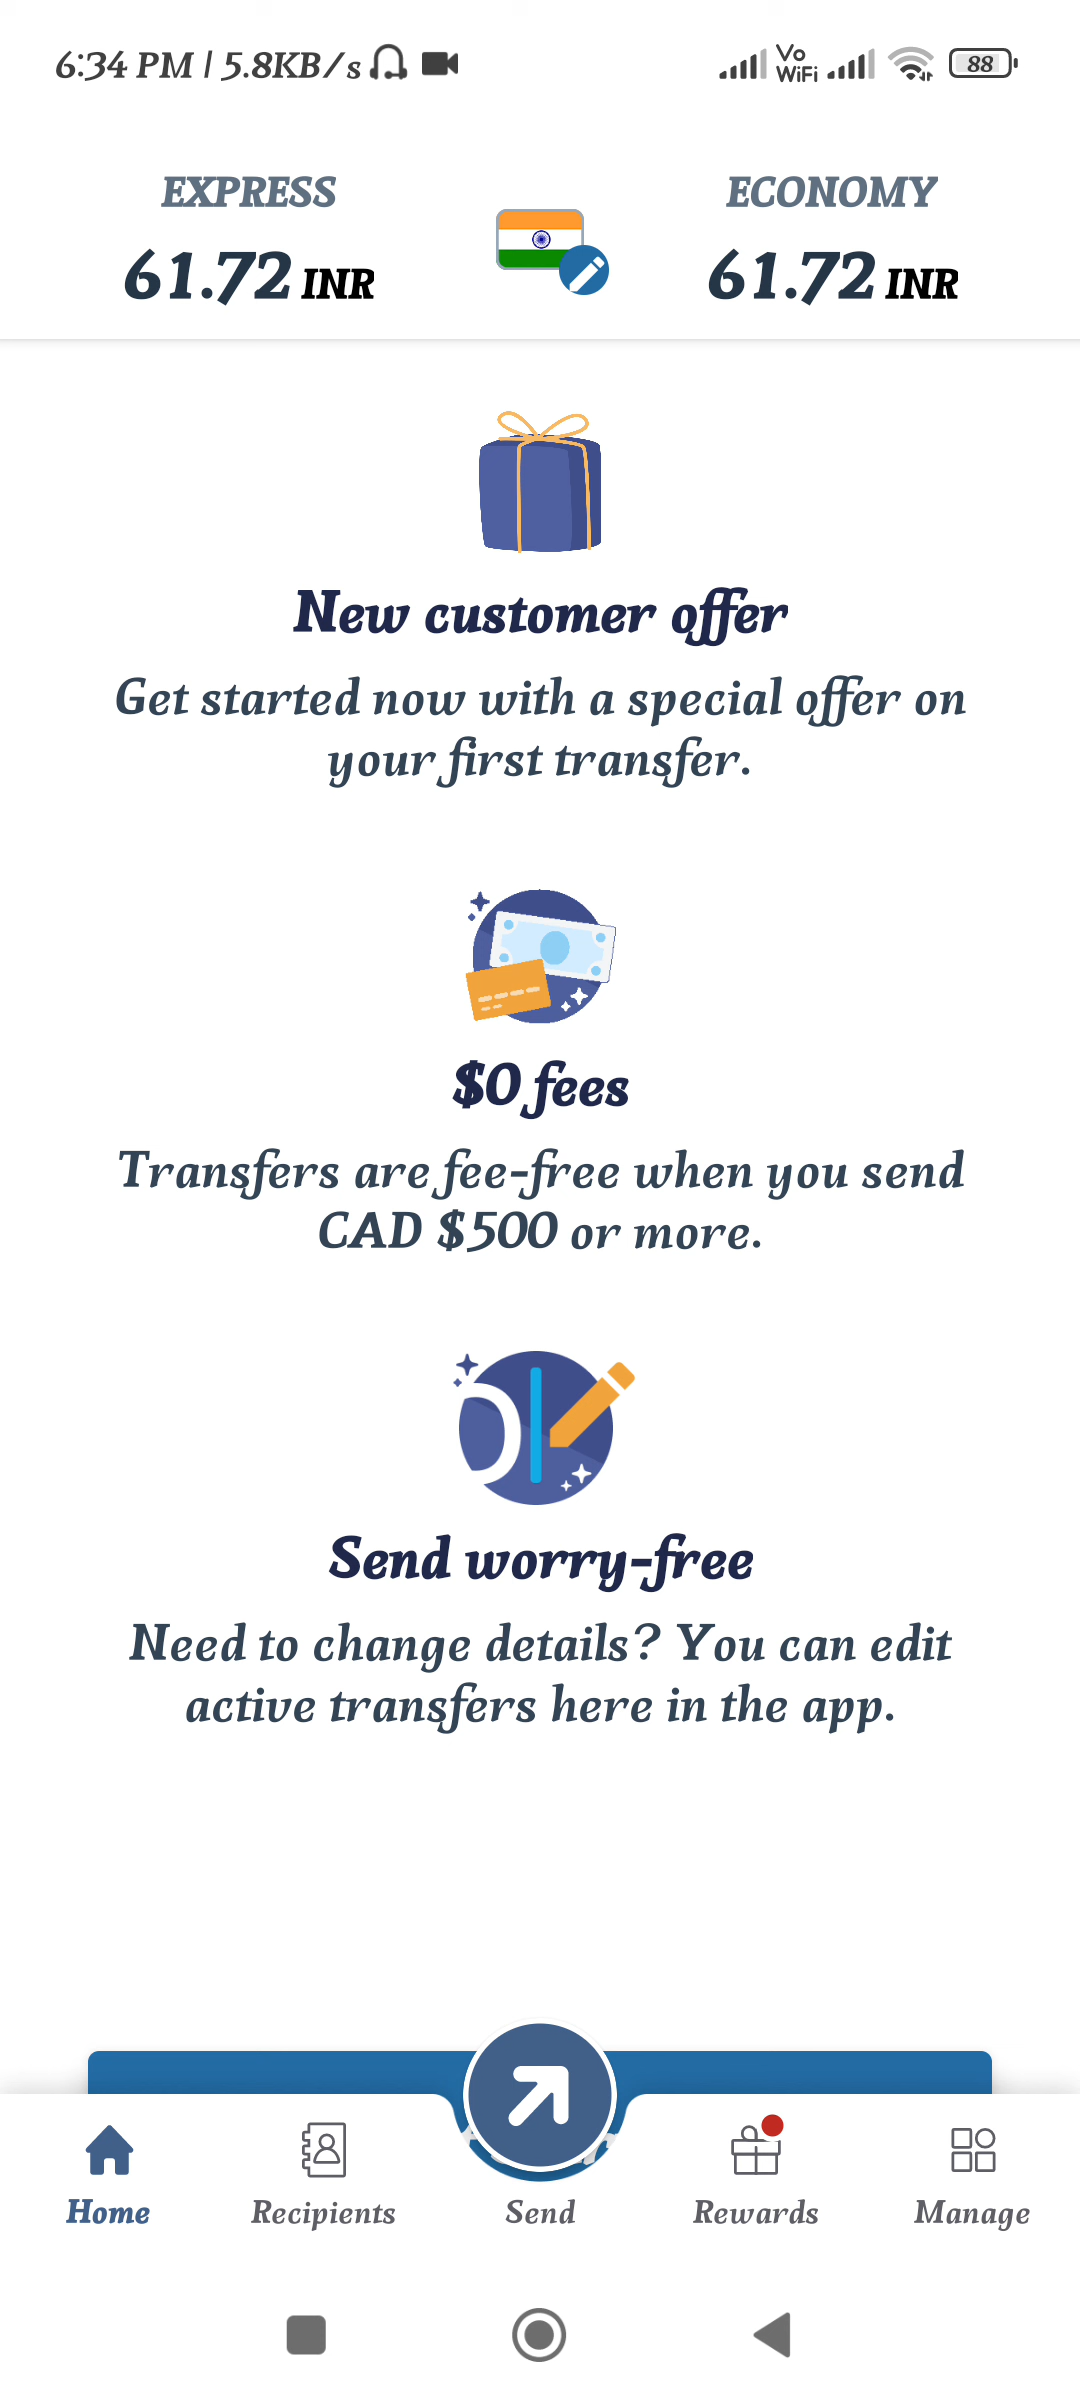 6:34 PM | 5.8KB/s
Vo
WiFi
88
EXPRESS
ECONOMY
61.72 INR
61.72 INR
New customer offer
Get started now with a special offer on
your first transfer.
$0 fees
Transfers are fee-free when you send
CAD $500 or more.
Send worry-free
Need to change details? You can edit
active transfers here in the app.
Home
Recipients
Send
Rewards
Manage